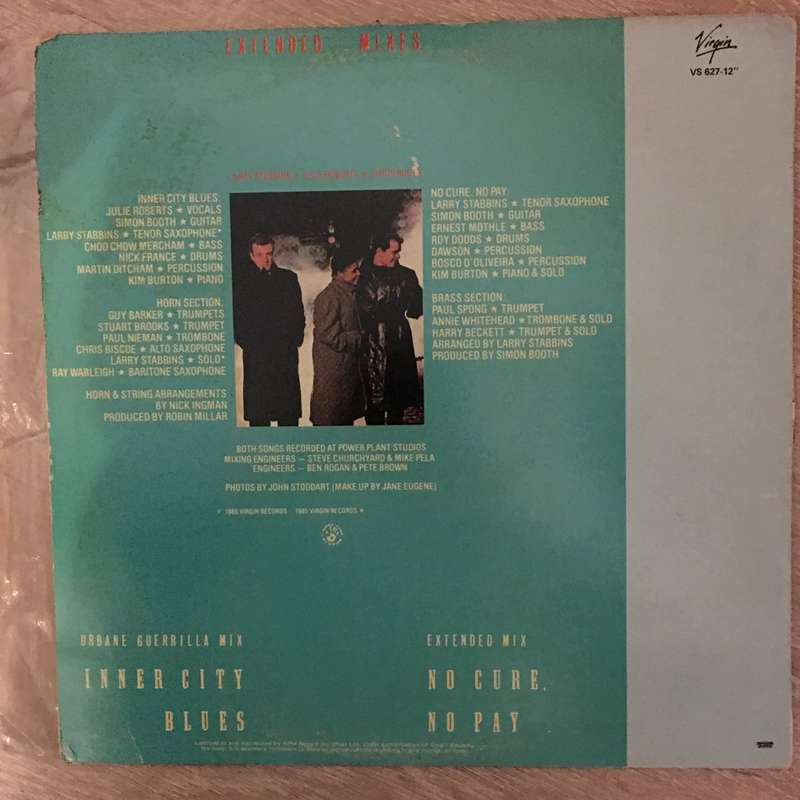 EXTENDED MIXES
Virgin
VS 627-12"
INNER CITY BLUES:
JULIE ROBERTS ★ VOCALS
SIMON BOOTH ★ GUITAR
LARRY STABBINS ★ TENOR SAXOPHONE*
CHOO CHOW MERCHAM ★ BASS
NICK FRANCE ★ DRUMS
MARTIN DITCHAM ★ PERCUSSION
KIM BURTON ★ PIANO
HORN SECTION:
GUY BARKER ★ TRUMPETS
STUART BROOKS ★ TRUMPET
PAUL NIEMAN ★ TROMBONE
CHRIS BISCOE ★ ALTO SAXOPHONE
LARRY STABBINS ★ SOLO*
RAY WARLEIGH ★ BARITONE SAXOPHONE
HORN & STRING ARRANGEMENTS
BY NICK INGMAN
PRODUCED BY ROBIN MILLAR
NO CURE, NO PAY:
LARRY STABBINS ★ TENOR SAXOPHONE
SIMON BOOTH ★ GUITAR
ERNEST MOTHLE ★ BASS
ROY DODDS ★ DRUMS
DAWSON ★ PERCUSSION
BOSCO D'OLIVEIRA ★ PERCUSSION
KIM BURTON ★ PIANO & SOLO
BRASS SECTION:
PAUL SPONG ★ TRUMPET
ANNIE WHITEHEAD ★ TROMBONE & SOLO
HARRY BECKETT ★ TRUMPET & SOLO
ARRANGED BY LARRY STABBINS
PRODUCED BY SIMON BOOTH
BOTH SONGS RECORDED AT POWER PLANT STUDIOS
MIXING ENGINEERS — STEVE CHURCHYARD & MIKE PELA
ENGINEERS — BEN ROGAN & PETE BROWN
PHOTOS BY JOHN STODDART (MAKE UP BY JANE EUGENE)
1985 VIRGIN RECORDS 1985 VIRGIN RECORDS ★
URBANE GUERRILLA MIX
INNER CITY
BLUES
EXTENDED MIX
NO CURE,
NO PAY